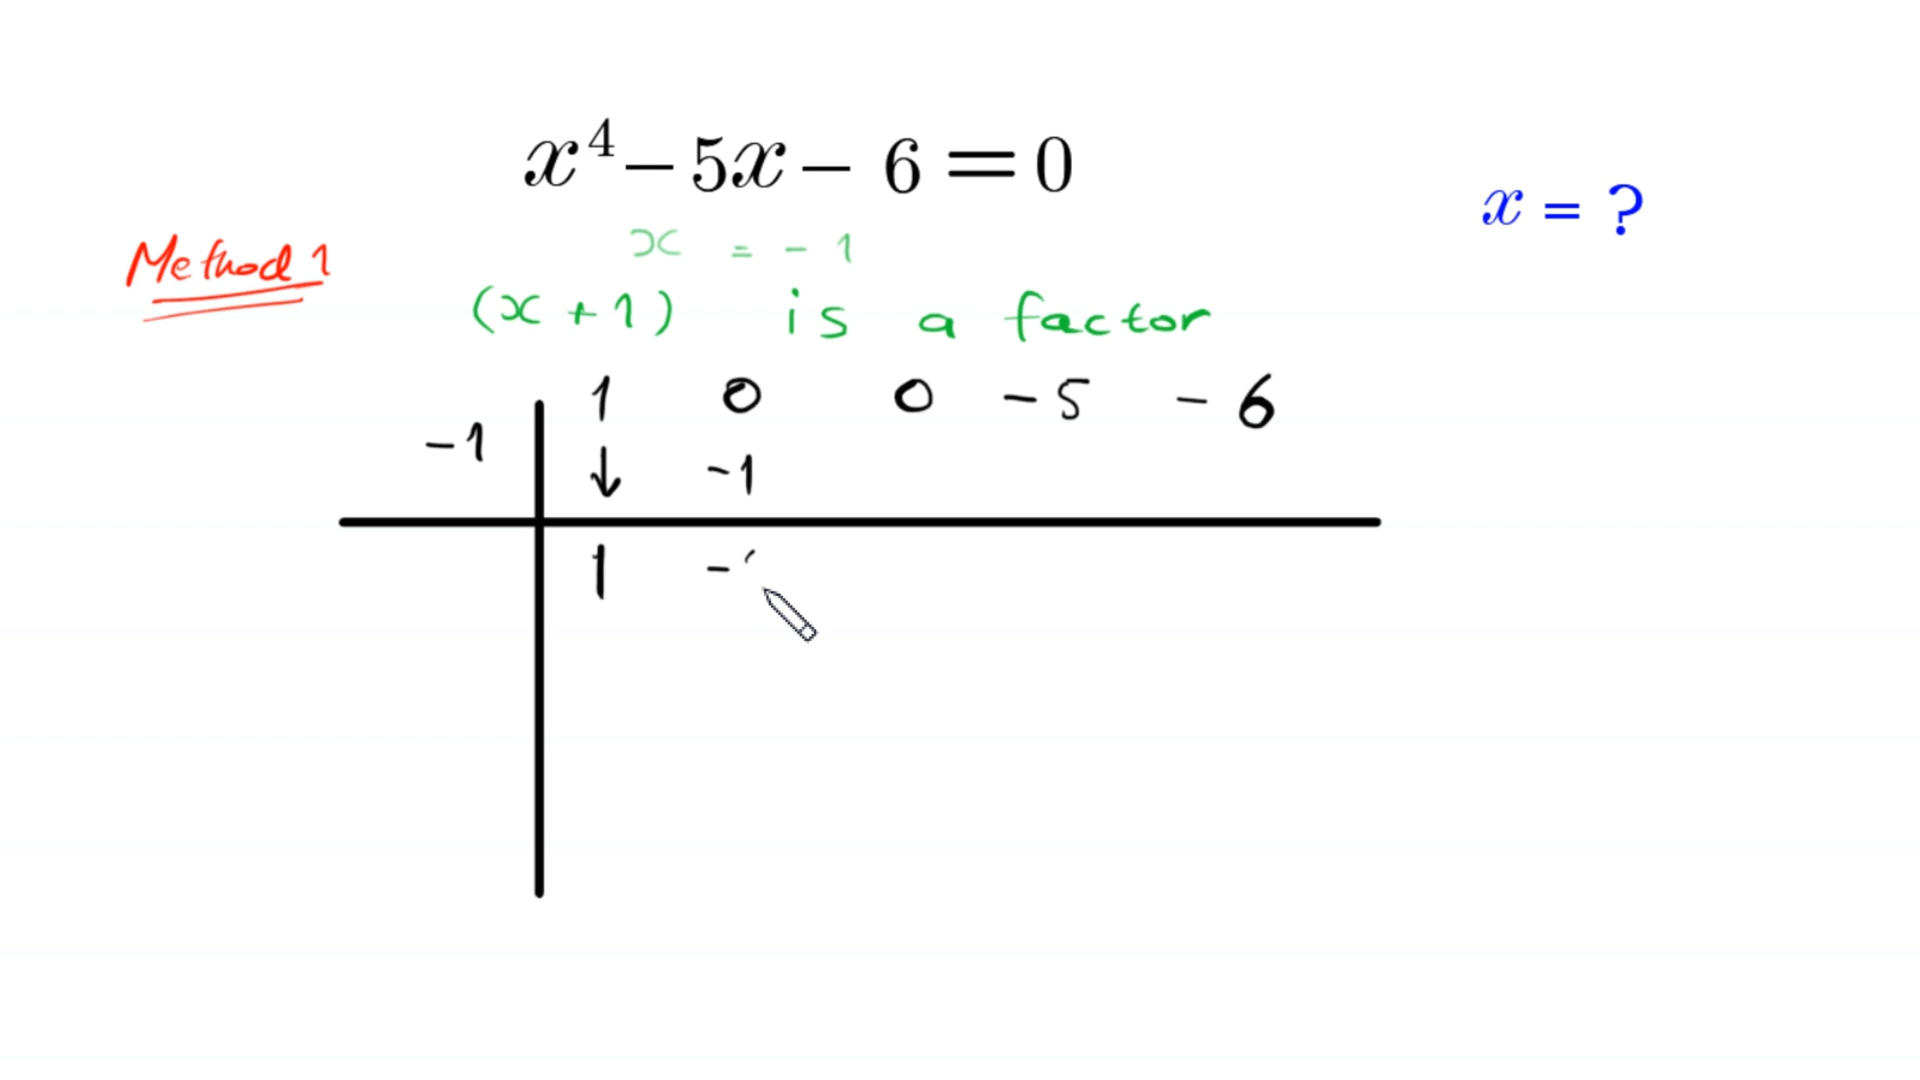 x⁴ − 5x − 6 = 0
x = ?
Method 1
x = - 1
(x + 1) is a factor
1 0 0 - 5 - 6
- 1
↓ - 1
1 -